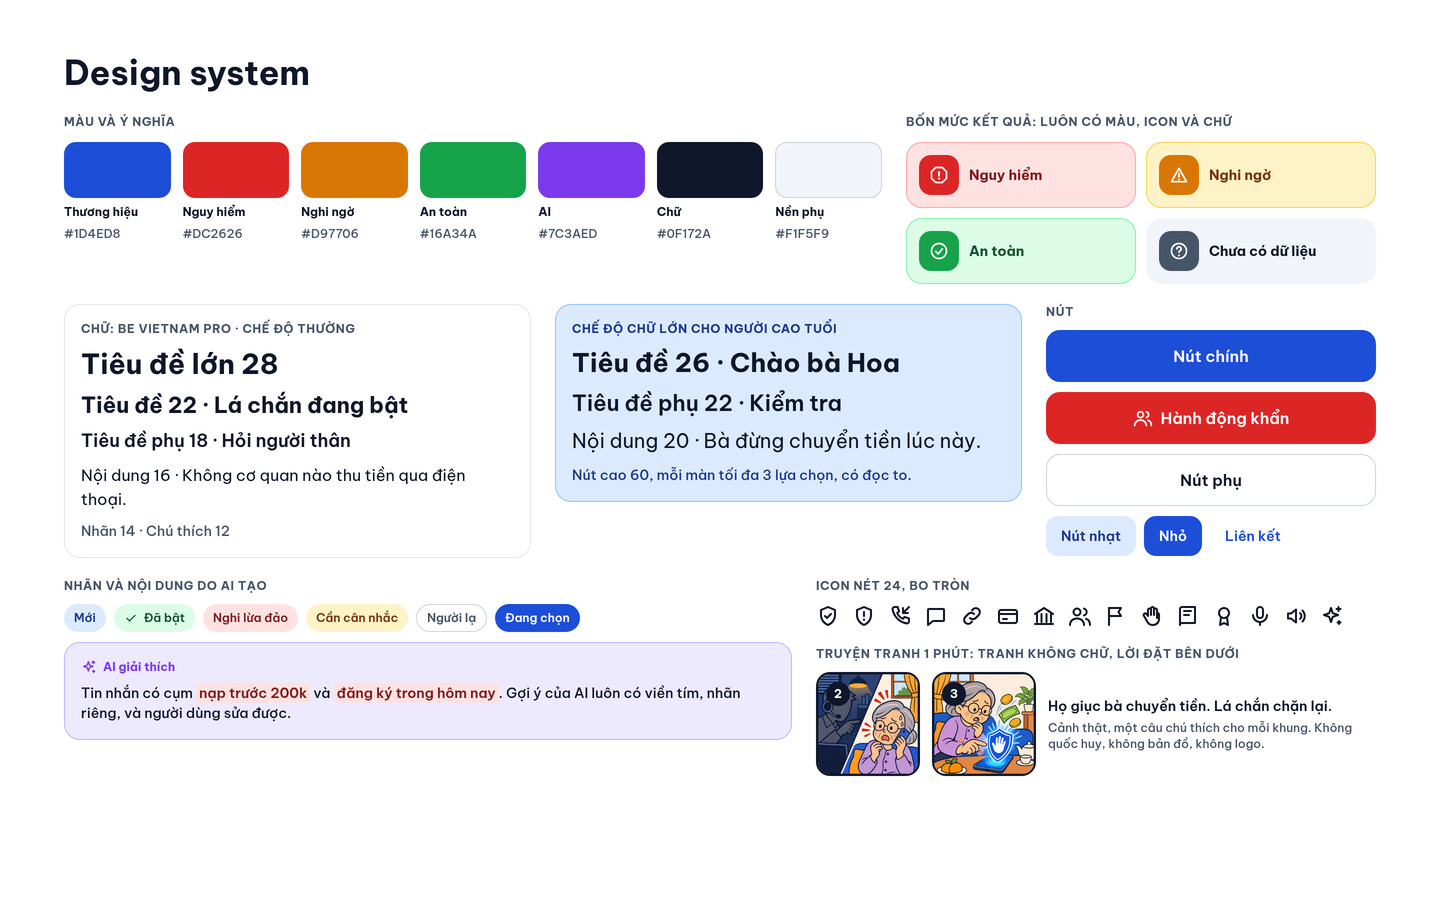 Design system
MÀU VÀ Ý NGHĨA
Thương hiệu
#1D4ED8
Nguy hiểm
#DC2626
Nghi ngờ
#D97706
An toàn
#16A34A
AI
#7C3AED
Chữ
#0F172A
Nền phụ
#F1F5F9
BỐN MỨC KẾT QUẢ: LUÔN CÓ MÀU, ICON VÀ CHỮ
Nguy hiểm
Nghi ngờ
An toàn
Chưa có dữ liệu
CHỮ: BE VIETNAM PRO · CHẾ ĐỘ THƯỜNG
Tiêu đề lớn 28
Tiêu đề 22 · Lá chắn đang bật
Tiêu đề phụ 18 · Hỏi người thân
Nội dung 16 · Không cơ quan nào thu tiền qua điện
thoại.
Nhãn 14 · Chú thích 12
CHẾ ĐỘ CHỮ LỚN CHO NGƯỜI CAO TUỔI
Tiêu đề 26 · Chào bà Hoa
Tiêu đề phụ 22 · Kiểm tra
Nội dung 20 · Bà đừng chuyển tiền lúc này.
Nút cao 60, mỗi màn tối đa 3 lựa chọn, có đọc to.
NÚT
Nút chính
Hành động khẩn
Nút phụ
Nút nhạt
Nhỏ
Liên kết
NHÃN VÀ NỘI DUNG DO AI TẠO
Mới
Đã bật
Nghi lừa đảo
Cần cân nhắc
Người lạ
Đang chọn
AI giải thích
Tin nhắn có cụm nạp trước 200k và đăng ký trong hôm nay. Gợi ý của AI luôn có viền tím, nhãn
riêng, và người dùng sửa được.
ICON NÉT 24, BO TRÒN
TRUYỆN TRANH 1 PHÚT: TRANH KHÔNG CHỮ, LỜI ĐẶT BÊN DƯỚI
2
3
Họ giục bà chuyển tiền. Lá chắn chặn lại.
Cảnh thật, một câu chú thích cho mỗi khung. Không
quốc huy, không bản đồ, không logo.